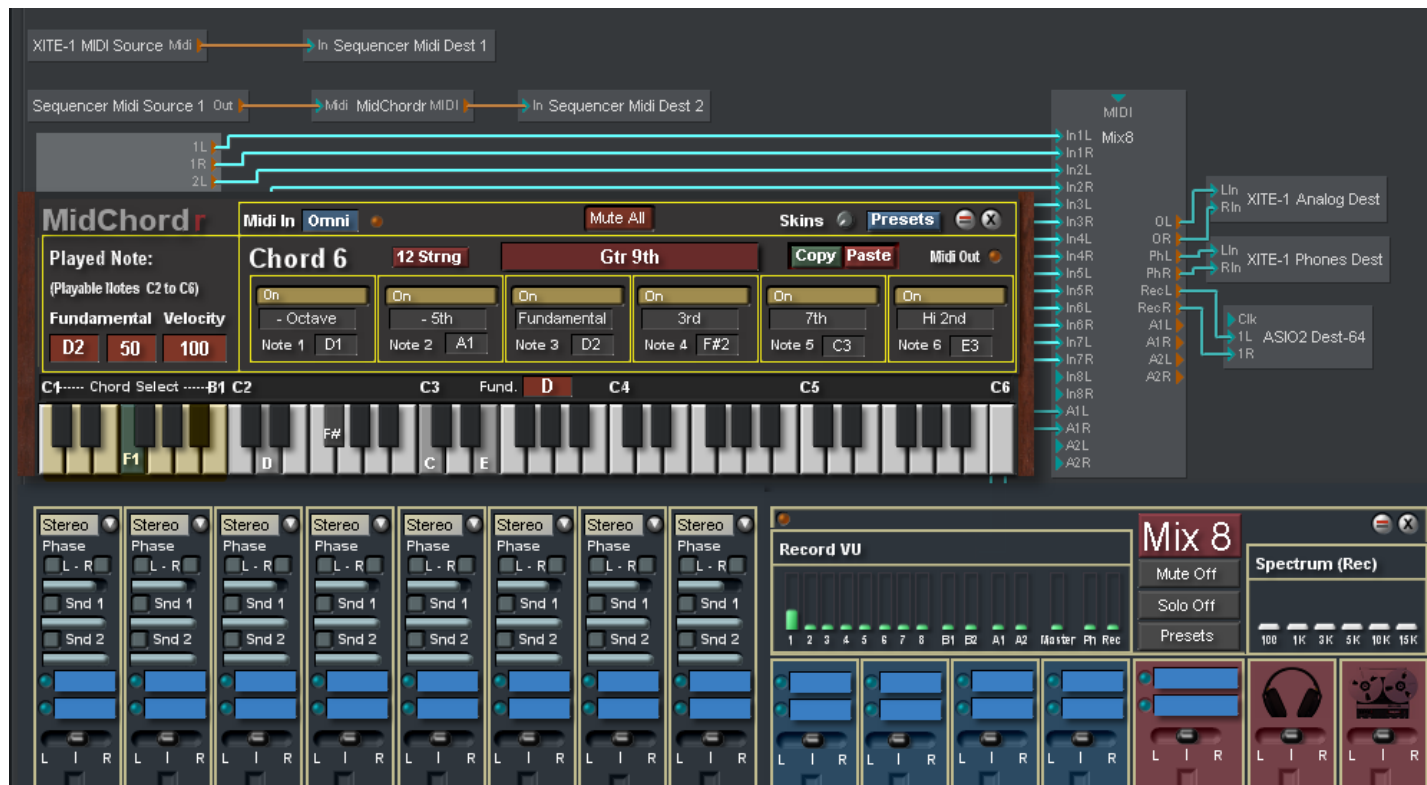 XITE-1 MIDI Source Midi
In Sequencer Midi Dest 1
Sequencer Midi Source 1 Out
Midi MidChordr MIDI
In Sequencer Midi Dest 2
1L
1R
2L
MIDI
Mix8
In1L
In1R
In2L
In2R
In3L
In3R
In4L
In4R
In5L
In5R
In6L
In6R
In7L
In7R
In8L
In8R
A1L
A1R
A2L
A2R
OL
OR
PhL
PhR
RecL
RecR
A1L
A1R
A2L
A2R
LIn
RIn
XITE-1 Analog Dest
LIn
RIn
XITE-1 Phones Dest
Clk
1L
1R
ASIO2 Dest-64
MidChordr
Midi In Omni
Mute All
Skins
Presets
Played Note:
(Playable Notes C2 to C6)
Fundamental Velocity
D2 50 100
Chord 6
12 Strng
Gtr 9th
Copy Paste
Midi Out
On On On On On On
- Octave - 5th Fundamental 3rd 7th Hi 2nd
Note 1 D1 Note 2 A1 Note 3 D2 Note 4 F#2 Note 5 C3 Note 6 E3
C1----- Chord Select -----B1 C2 C3 Fund. D C4 C5 C6
F#
F1 D C E
Stereo Stereo Stereo Stereo Stereo Stereo Stereo Stereo
Phase Phase Phase Phase Phase Phase Phase Phase
L - R L - R L - R L - R L - R L - R L - R L - R
Snd 1 Snd 1 Snd 1 Snd 1 Snd 1 Snd 1 Snd 1 Snd 1
Snd 2 Snd 2 Snd 2 Snd 2 Snd 2 Snd 2 Snd 2 Snd 2
L I R L I R L I R L I R L I R L I R L I R L I R
Record VU
1 2 3 4 5 6 7 8 B1 B2 A1 A2 Master Ph Rec
Mix 8
Mute Off
Solo Off
Presets
Spectrum (Rec)
100 1K 3K 5K 10K 15K
L I R L I R L I R L I R L I R L I R L I R